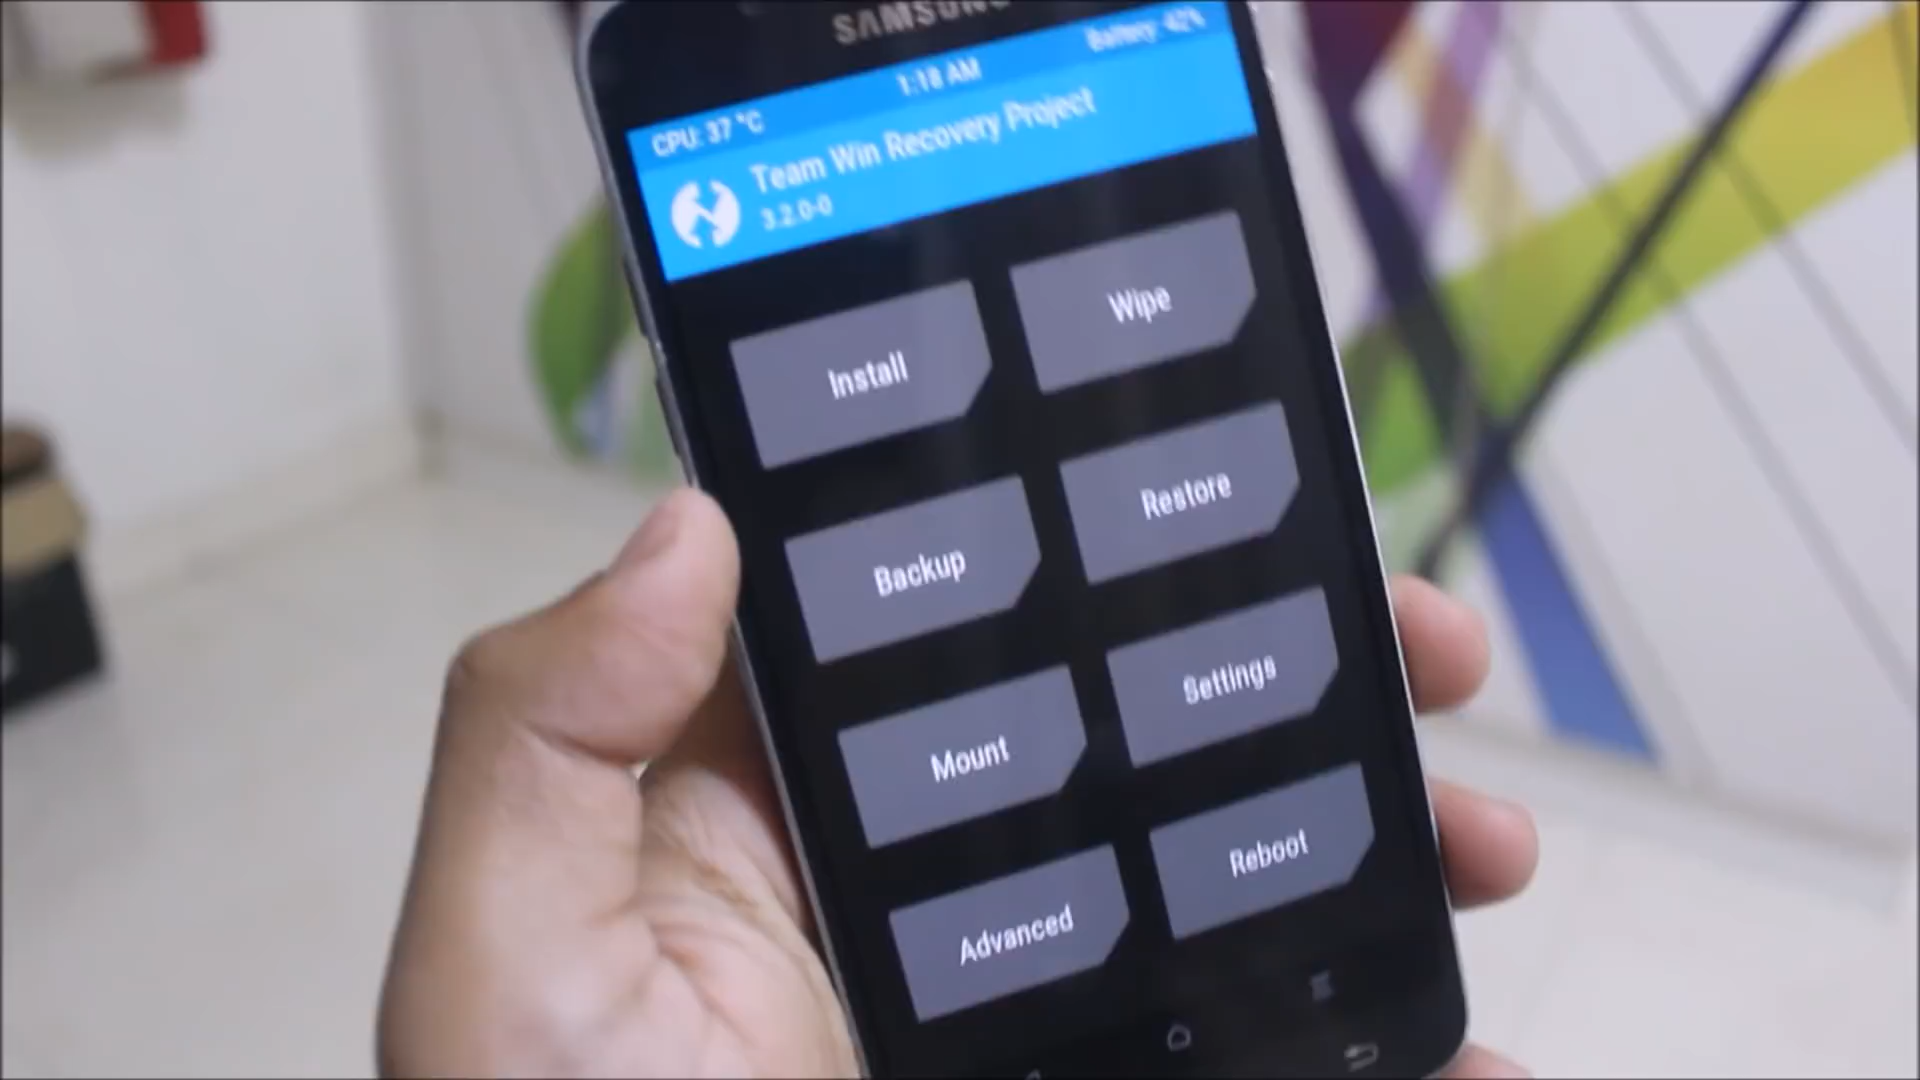 SAMSUNG
Battery: 42%
1:18 AM
CPU: 37 °C
Team Win Recovery Project
3.2.0-0
Install
Wipe
Backup
Restore
Mount
Settings
Advanced
Reboot